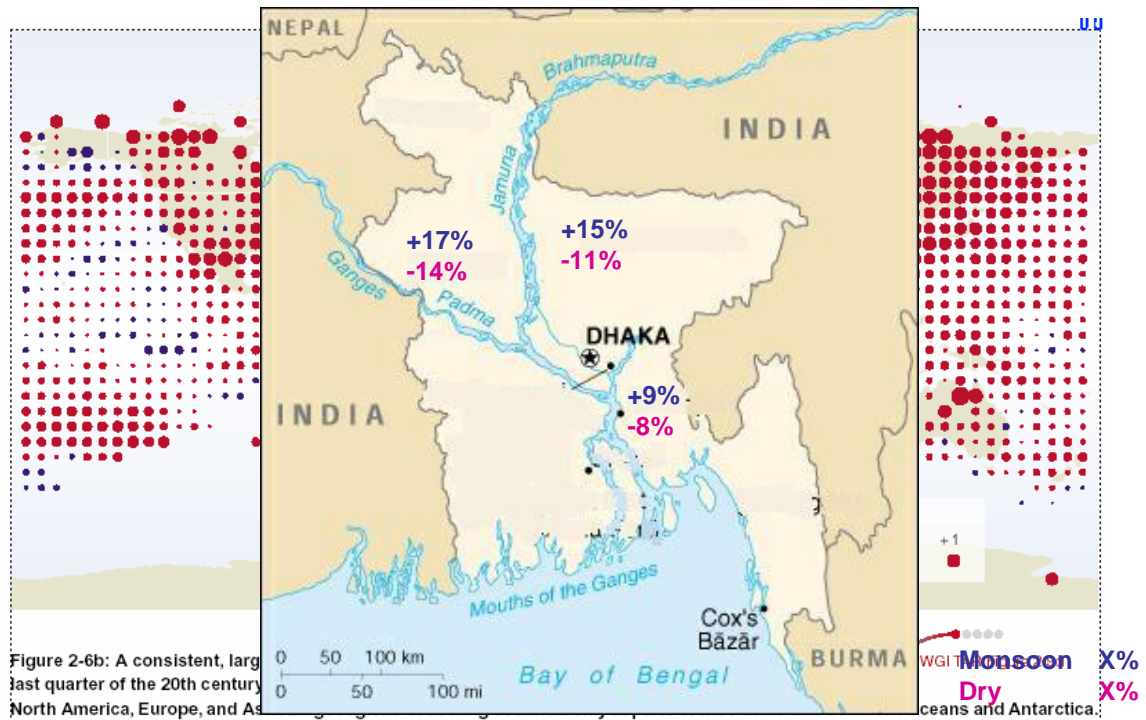 NEPAL
Brahmaputra
INDIA
Jamuna
+17%
-14%
+15%
-11%
Ganges
Padma
DHAKA
+9%
-8%
INDIA
Mouths of the Ganges
Cox's
Bāzār
+1
0 50 100 km
0 50 100 mi
Bay of Bengal
BURMA
Monsoon X%
Dry X%
Figure 2-6b: A consistent, larg
last quarter of the 20th century
North America, Europe, and As
ceans and Antarctica.